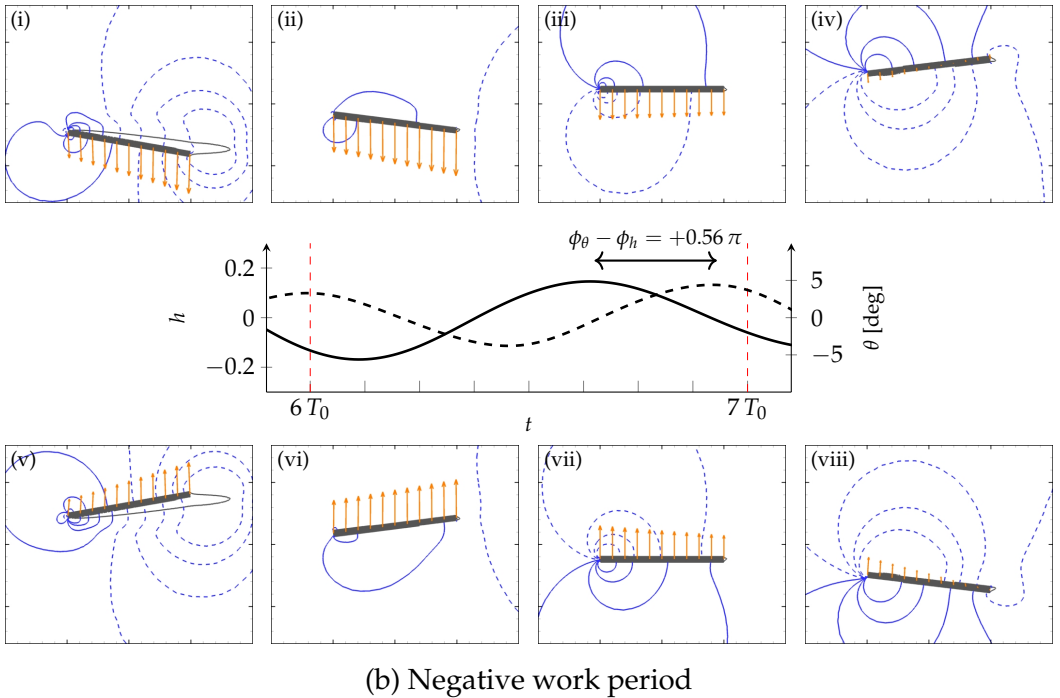 (i) (ii) (iii) (iv)
ϕθ − ϕh = +0.56 π
0.2 5
h 0 0 θ [deg]
−0.2 −5
6 T0 7 T0
t
(v) (vi) (vii) (viii)
(b) Negative work period